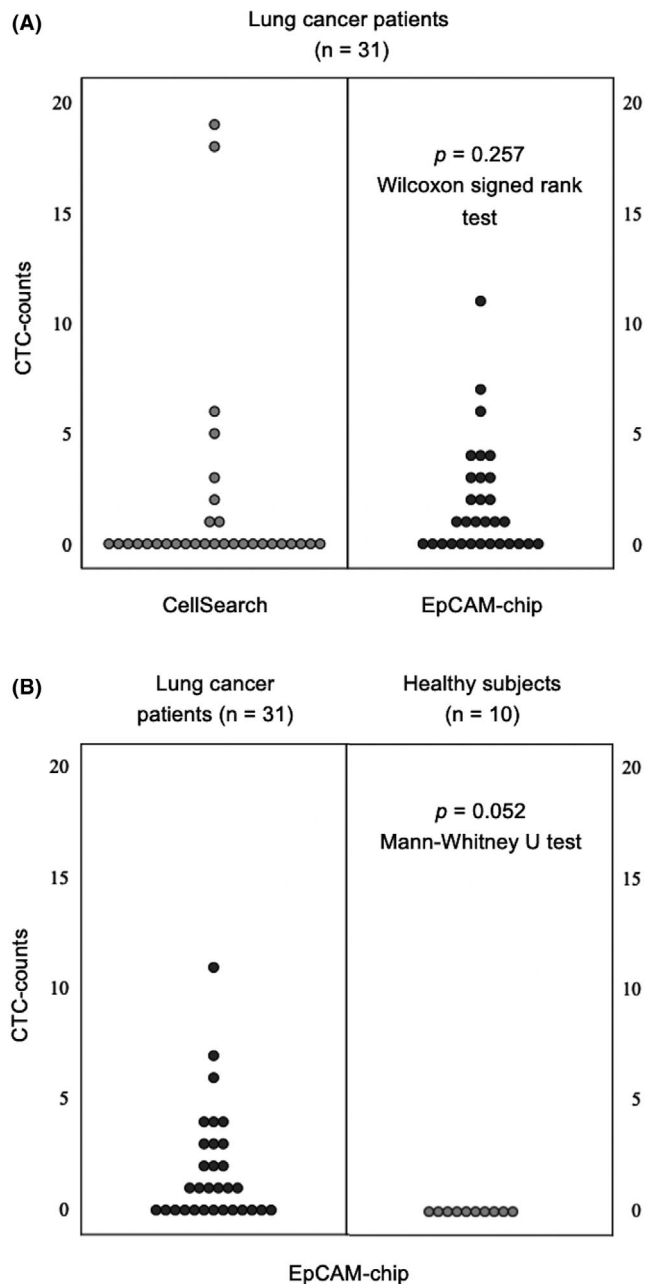 (A)
Lung cancer patients
(n = 31)
20
15
10
5
0
CTC-counts
p = 0.257
Wilcoxon signed rank
test
20
15
10
5
0
CellSearch
EpCAM-chip
(B)
Lung cancer
patients (n = 31)
Healthy subjects
(n = 10)
20
15
10
5
0
CTC-counts
p = 0.052
Mann-Whitney U test
20
15
10
5
0
EpCAM-chip